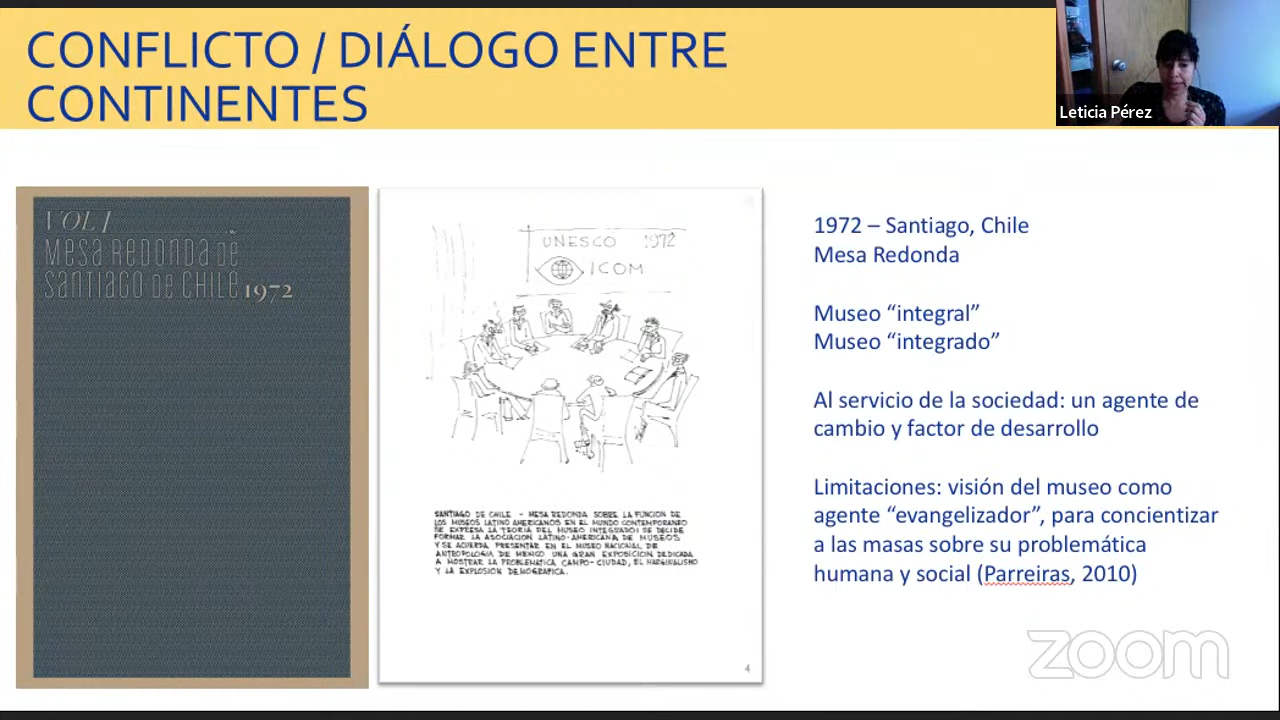 CONFLICTO / DIÁLOGO ENTRE
CONTINENTES
Leticia Pérez
VOL I
MESA REDONDA DE
SANTIAGO DE CHILE 1972
UNESCO 1972
ICOM
SANTIAGO DE CHILE - MESA REDONDA SOBRE LA FUNCION DE
LOS MUSEOS LATINO AMERICANOS EN EL MUNDO CONTEMPORANEO
SE EXPRESA LA TEORIA DEL MUSEO INTEGRADO! SE DECIDE
FORMAR LA ASOCIACION LATINO-AMERICANA DE MUSEOS
Y SE ACUERDA PRESENTAR EN EL MUSEO NACIONAL DE
ANTROPOLOGIA DE MEXICO UNA GRAN EXPOSICION DEDICADA
A MOSTRAR LA PROBLEMATICA CAMPO-CIUDAD, EL MARGINALISMO
Y LA EXPLOSION DEMOGRAFICA.
4
1972 – Santiago, Chile
Mesa Redonda
Museo “integral”
Museo “integrado”
Al servicio de la sociedad: un agente de
cambio y factor de desarrollo
Limitaciones: visión del museo como
agente “evangelizador”, para concientizar
a las masas sobre su problemática
humana y social (Parreiras, 2010)
zoom